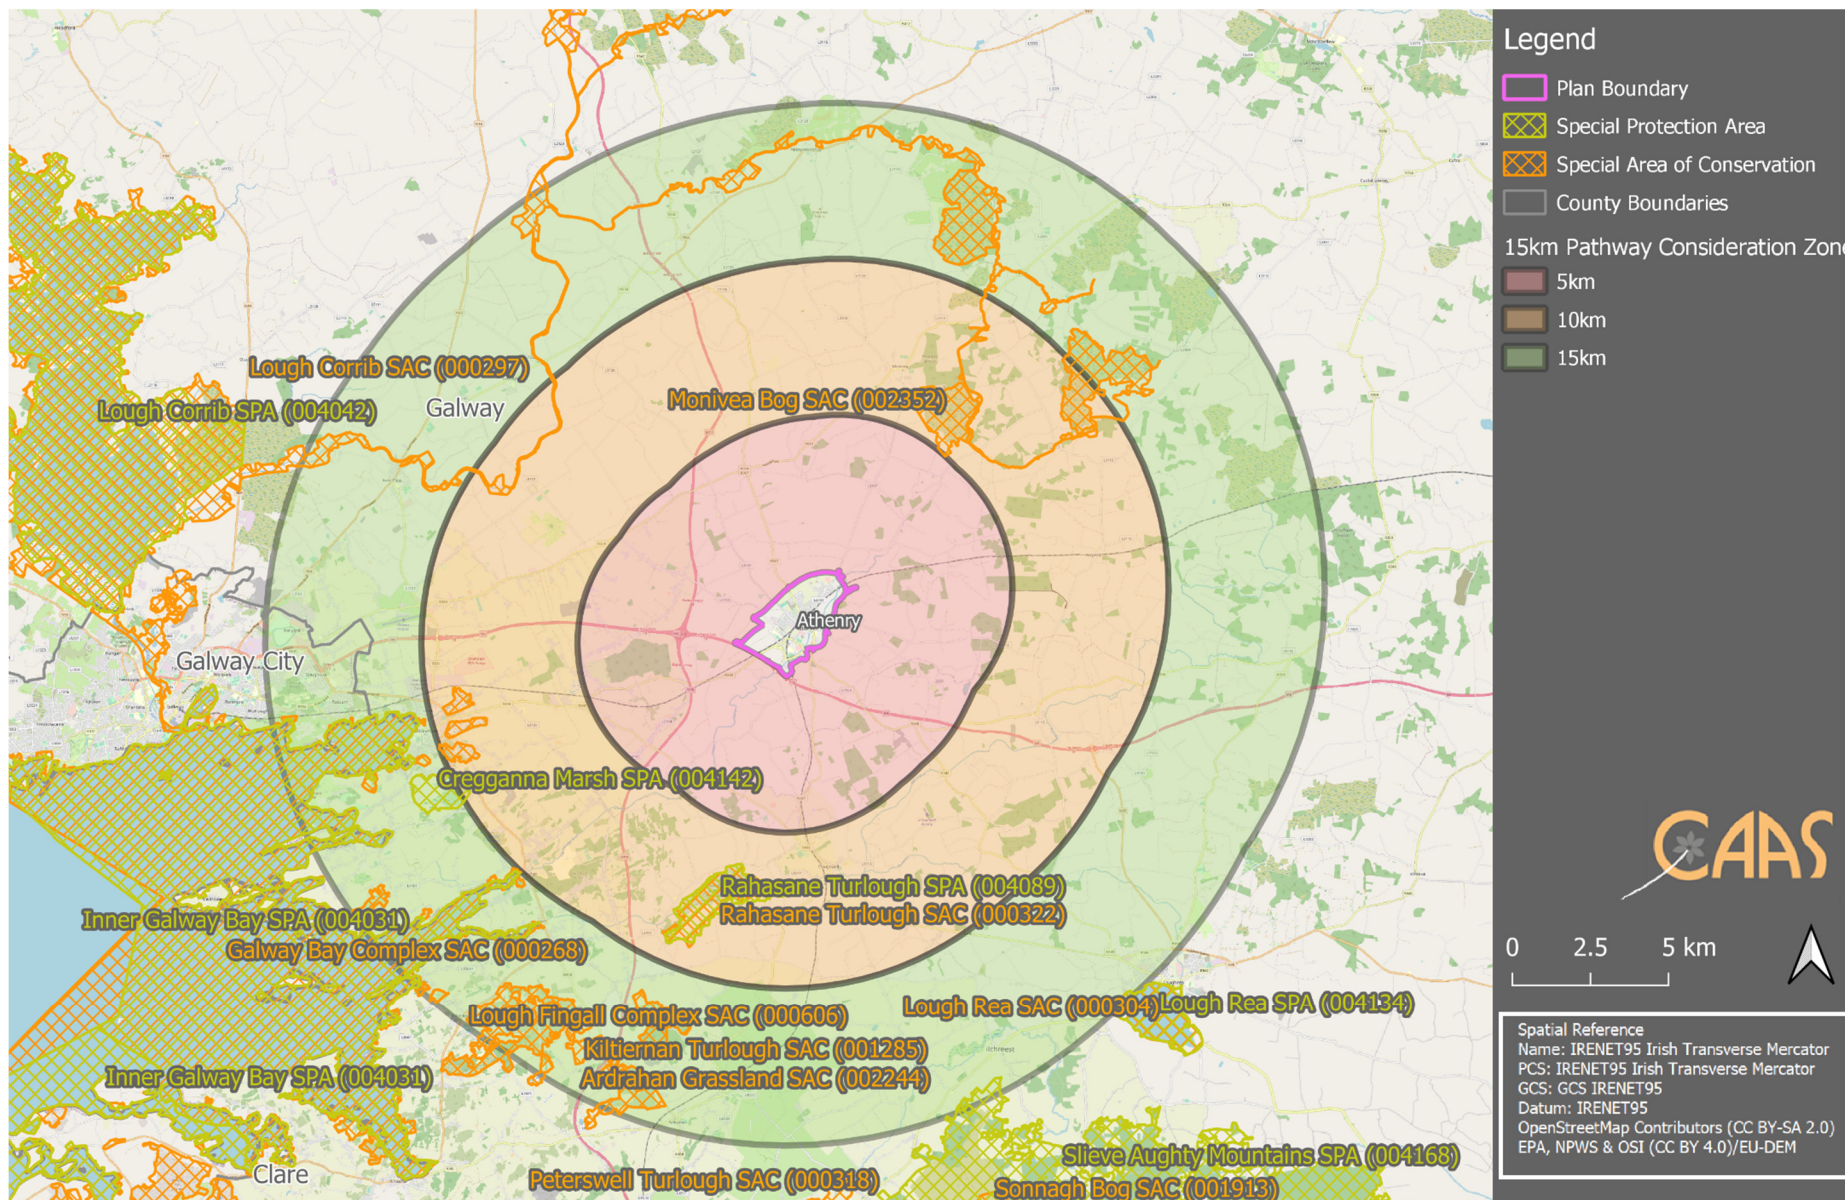 Lough Corrib SAC (000297)
Lough Corrib SPA (004042)
Galway
Monivea Bog SAC (002352)
Athenry
Galway City
Cregganna Marsh SPA (004142)
Rahasane Turlough SPA (004089)
Rahasane Turlough SAC (000322)
Inner Galway Bay SPA (004031)
Galway Bay Complex SAC (000268)
Lough Rea SAC (000304)
Lough Rea SPA (004134)
Lough Fingall Complex SAC (000606)
Kiltiernan Turlough SAC (001285)
Ardrahan Grassland SAC (002244)
Inner Galway Bay SPA (004031)
Clare
Slieve Aughty Mountains SPA (004168)
Peterswell Turlough SAC (000318)
Sonnagh Bog SAC (001913)
Legend
Plan Boundary
Special Protection Area
Special Area of Conservation
County Boundaries
15km Pathway Consideration Zone
5km
10km
15km
CAAS
0 2.5 5 km
Spatial Reference
Name: IRENET95 Irish Transverse Mercator
PCS: IRENET95 Irish Transverse Mercator
GCS: GCS IRENET95
Datum: IRENET95
OpenStreetMap Contributors (CC BY-SA 2.0)
EPA, NPWS & OSI (CC BY 4.0)/EU-DEM